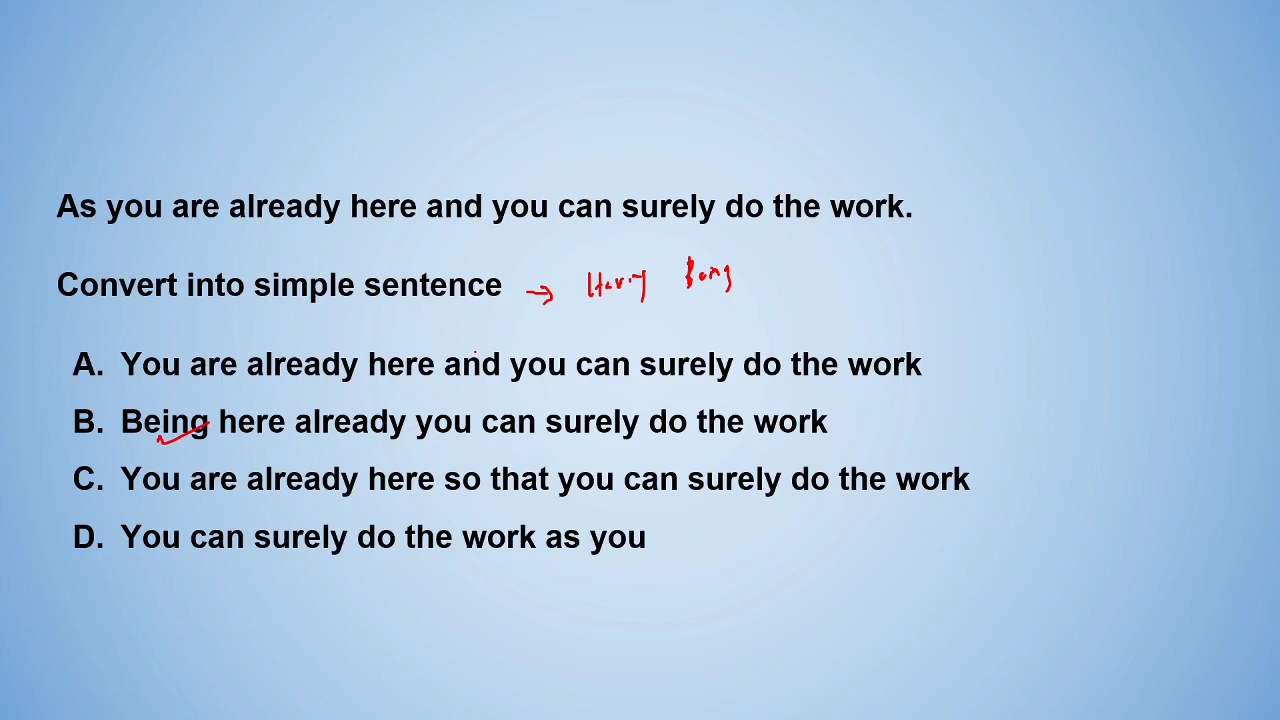 As you are already here and you can surely do the work.
Convert into simple sentence → Having Being
A. You are already here and you can surely do the work
B. Being here already you can surely do the work
C. You are already here so that you can surely do the work
D. You can surely do the work as you